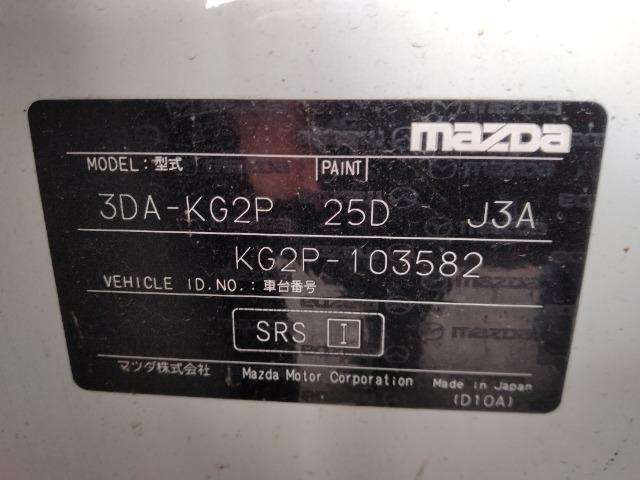 mazda
MODEL: 型式 PAINT
3DA-KG2P 25D J3A
KG2P-103582
VEHICLE ID.NO.: 車台番号
SRS I
マツダ株式会社 Mazda Motor Corporation Made in Japan
(D10A)